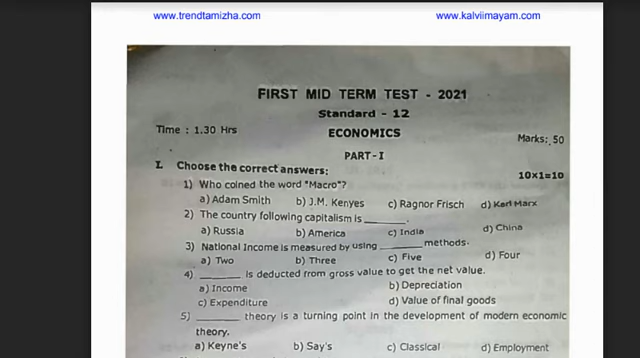 www.trendtamizha.com www.kalviimayam.com
FIRST MID TERM TEST - 2021
Standard - 12
Time : 1.30 Hrs ECONOMICS Marks: 50
PART-I
I. Choose the correct answers: 10x1=10
1) Who coined the word "Macro"?
a) Adam Smith b) J.M. Kenyes c) Ragnor Frisch d) Karl Marx
2) The country following capitalism is ______.
a) Russia b) America c) India d) China
3) National Income is measured by using ______ methods.
a) Two b) Three c) Five d) Four
4) ______ is deducted from gross value to get the net value.
a) Income b) Depreciation
c) Expenditure d) Value of final goods
5) ______ theory is a turning point in the development of modern economic
theory.
a) Keyne's b) Say's c) Classical d) Employment